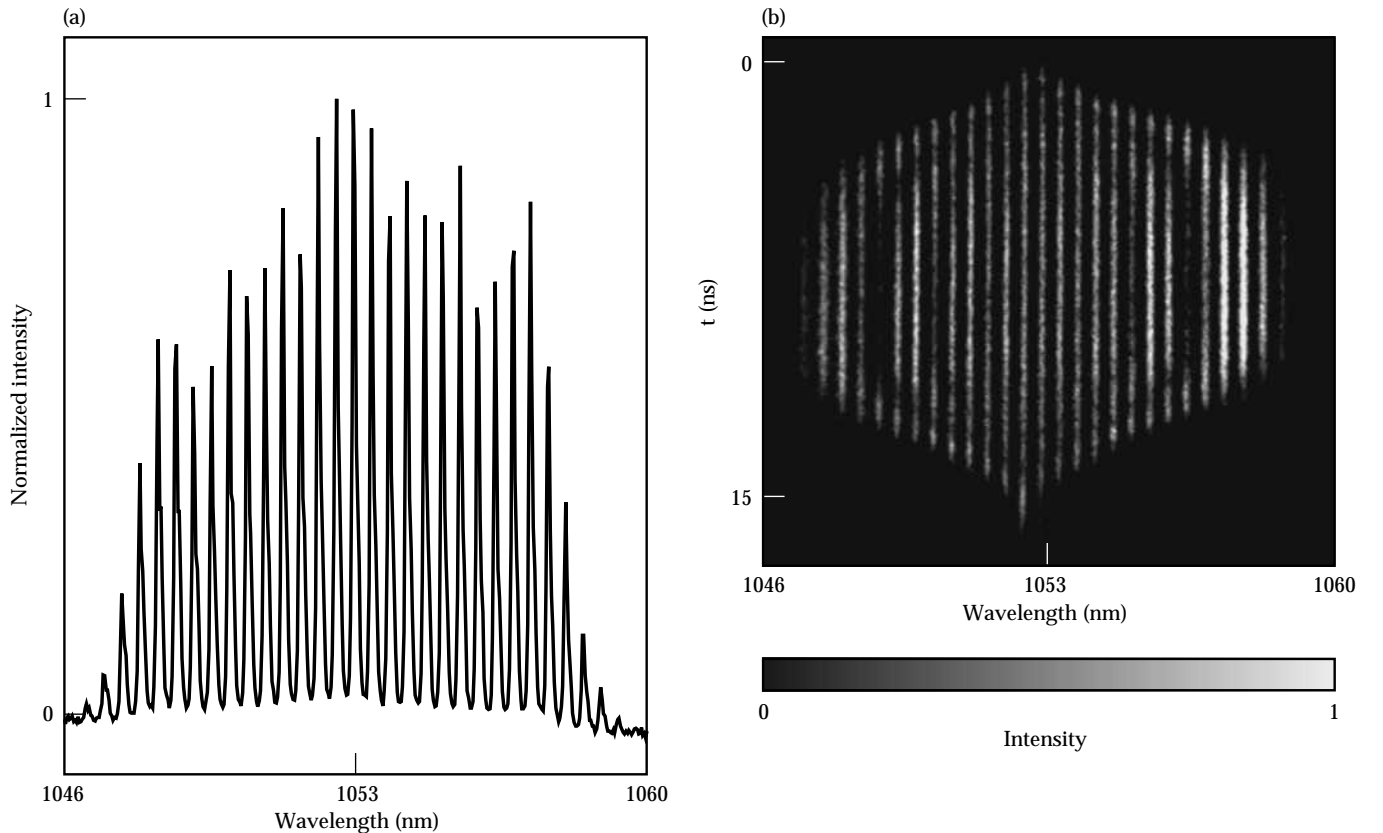 (a)
1
0
Normalized intensity
1046
1053
1060
Wavelength (nm)
(b)
0
15
t (ns)
1046
1053
1060
Wavelength (nm)
0
1
Intensity